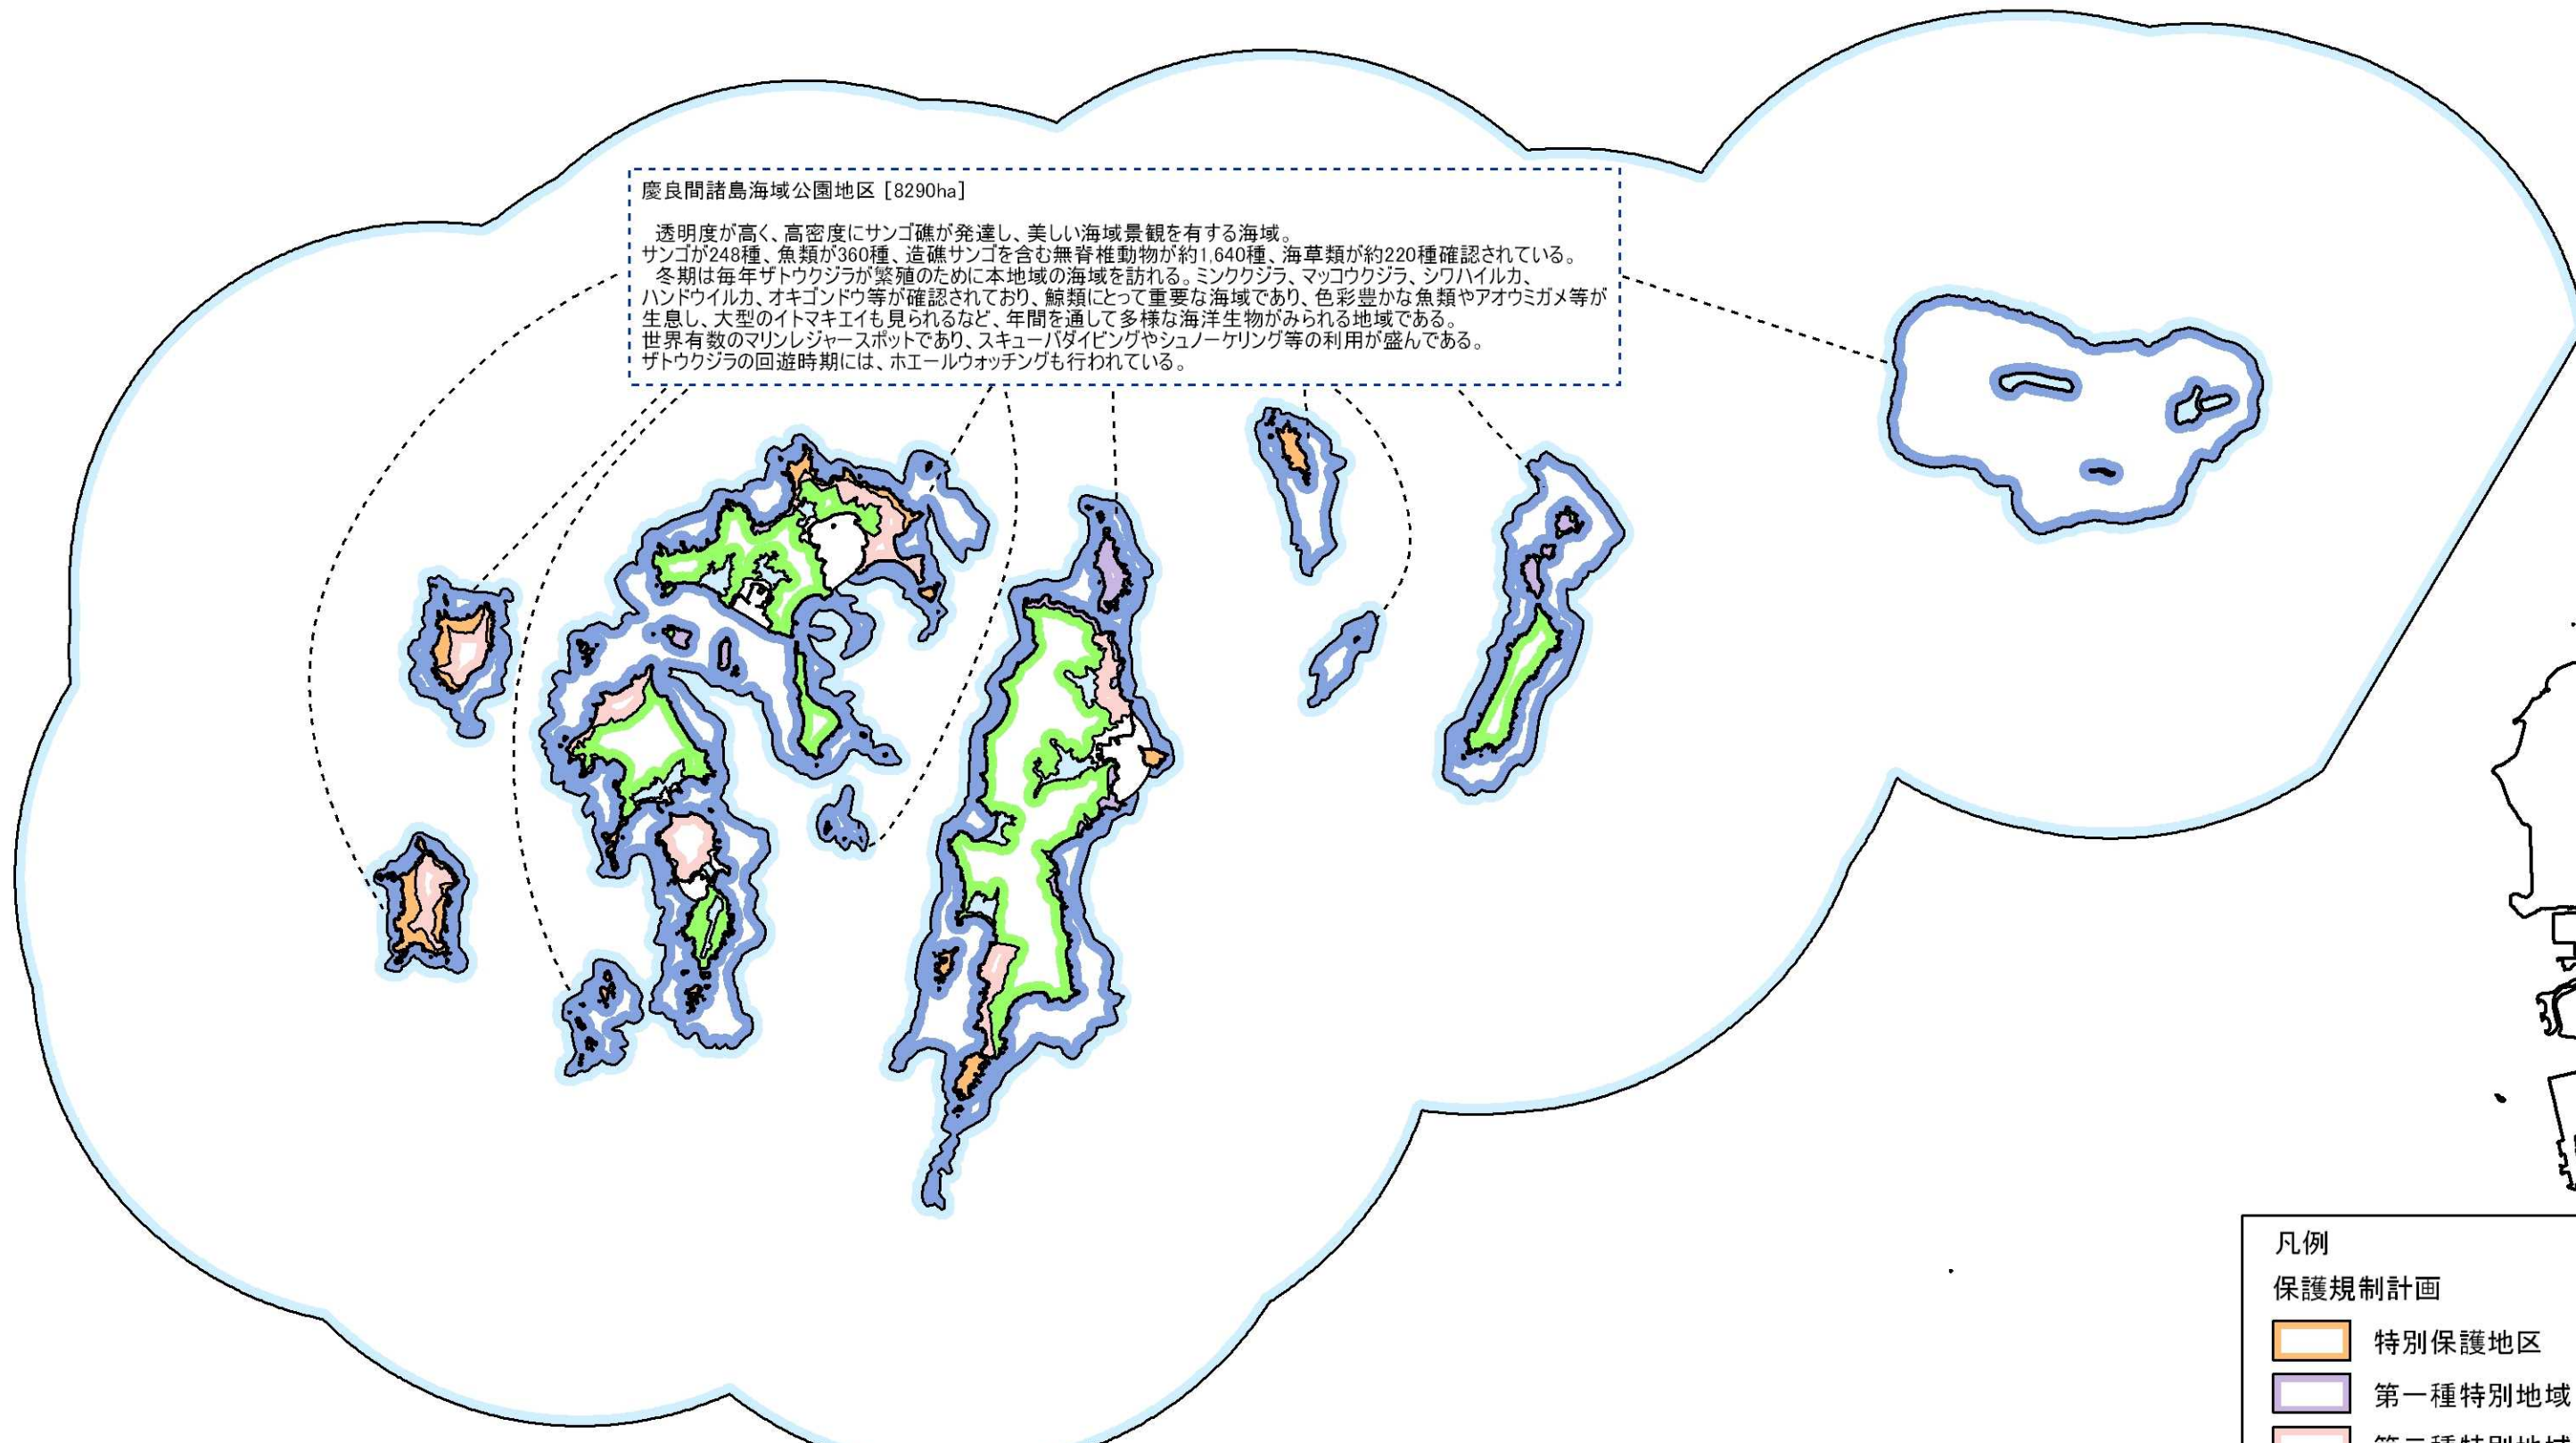 慶良間諸島海域公園地区 [8290ha]
透明度が高く、高密度にサンゴ礁が発達し、美しい海域景観を有する海域。
サンゴが248種、魚類が360種、造礁サンゴを含む無脊椎動物が約1,640種、海草類が約220種確認されている。
冬期は毎年ザトウクジラが繁殖のために本地域の海域を訪れる。ミンククジラ、マッコウクジラ、シワハイルカ、
ハンドウイルカ、オキゴンドウ等が確認されており、鯨類にとって重要な海域であり、色彩豊かな魚類やアオウミガメ等が
生息し、大型のイトマキエイも見られるなど、年間を通して多様な海洋生物がみられる地域である。
世界有数のマリンレジャースポットであり、スキューバダイビングやシュノーケリング等の利用が盛んである。
ザトウクジラの回遊時期には、ホエールウォッチングも行われている。
凡例
保護規制計画
特別保護地区
第一種特別地域